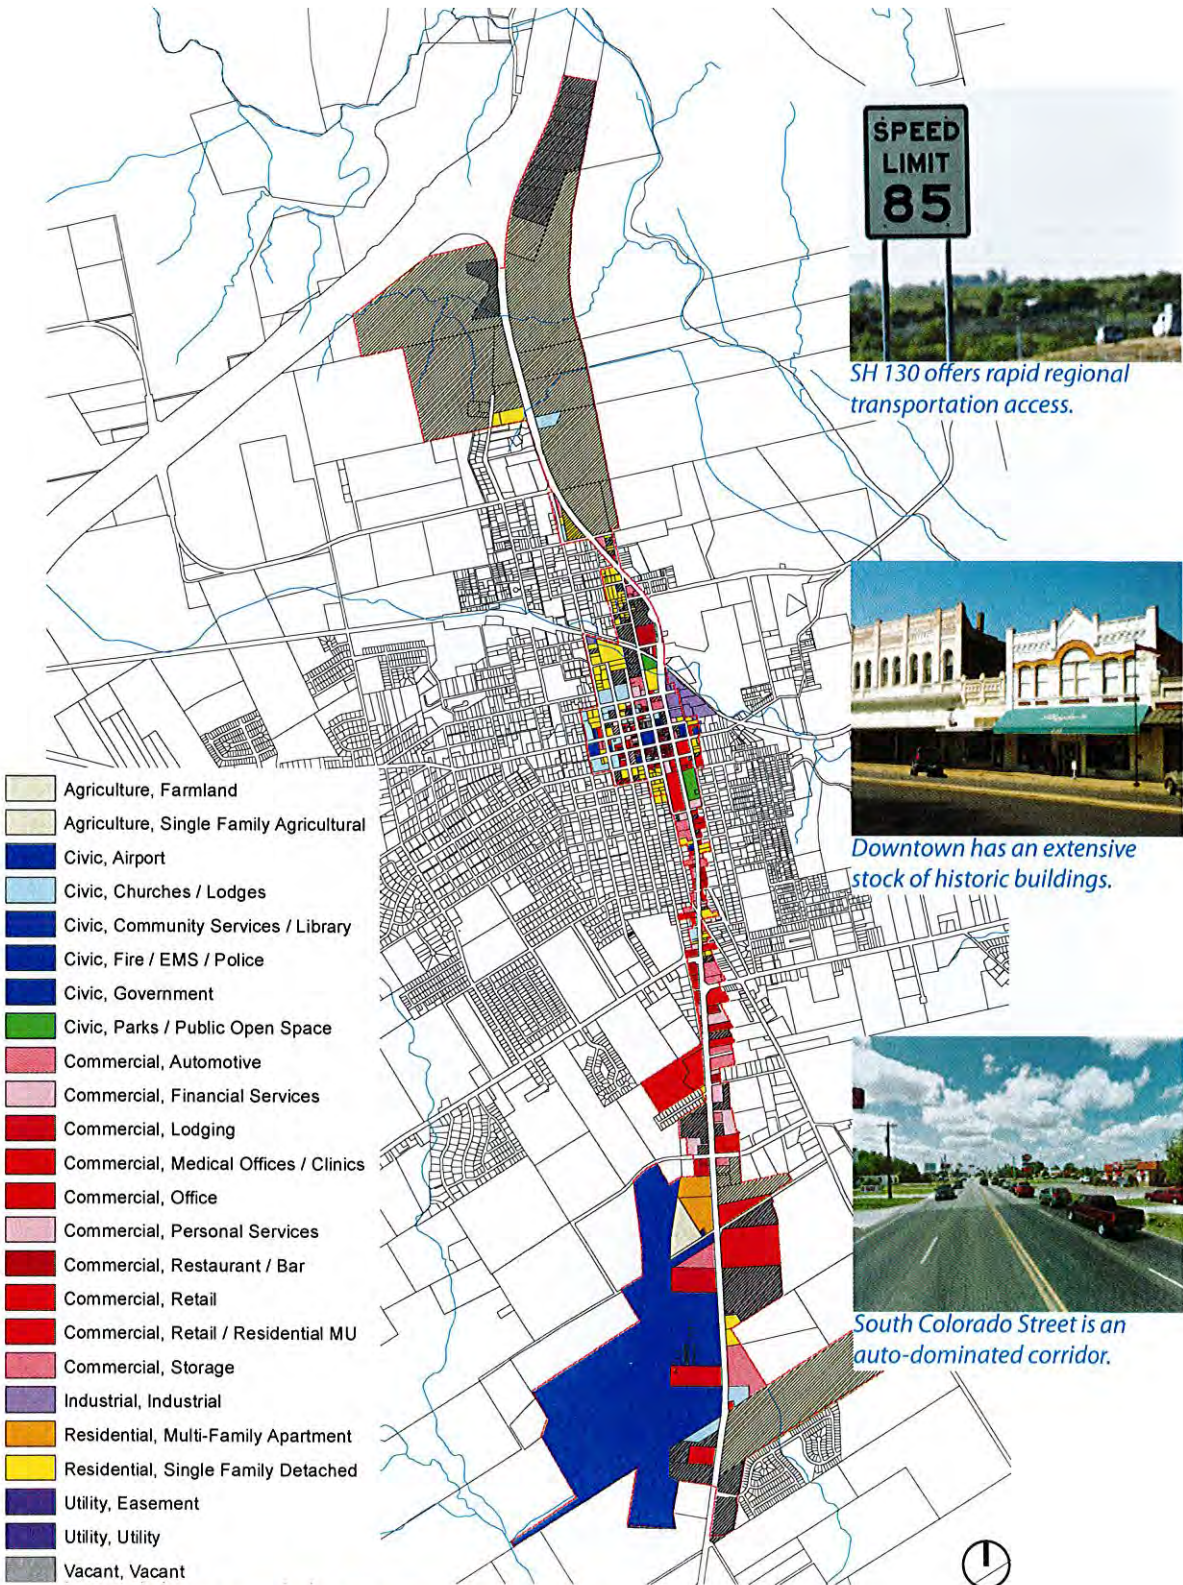 SPEED
LIMIT
85
SH 130 offers rapid regional
transportation access.
Downtown has an extensive
stock of historic buildings.
South Colorado Street is an
auto-dominated corridor.
Agriculture, Farmland
Agriculture, Single Family Agricultural
Civic, Airport
Civic, Churches / Lodges
Civic, Community Services / Library
Civic, Fire / EMS / Police
Civic, Government
Civic, Parks / Public Open Space
Commercial, Automotive
Commercial, Financial Services
Commercial, Lodging
Commercial, Medical Offices / Clinics
Commercial, Office
Commercial, Personal Services
Commercial, Restaurant / Bar
Commercial, Retail
Commercial, Retail / Residential MU
Commercial, Storage
Industrial, Industrial
Residential, Multi-Family Apartment
Residential, Single Family Detached
Utility, Easement
Utility, Utility
Vacant, Vacant